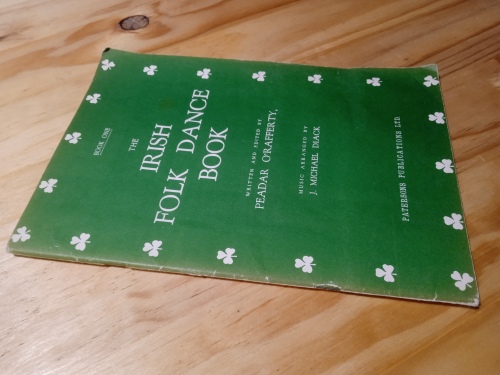 BOOK ONE
THE
IRISH
FOLK DANCE
BOOK
WRITTEN AND EDITED BY
PEADAR O'RAFFERTY,
MUSIC ARRANGED BY
J. MICHAEL DIACK
PATERSONS PUBLICATIONS LTD.